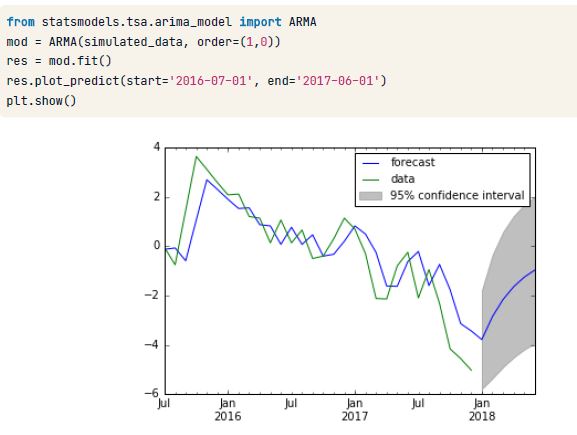 from statsmodels.tsa.arima_model import ARMA
mod = ARMA(simulated_data, order=(1,0))
res = mod.fit()
res.plot_predict(start='2016-07-01', end='2017-06-01')
plt.show()
4
forecast
data
95% confidence interval
2
0
−2
−4
−6
Jul Jan Jul Jan Jul Jan
2016 2017 2018